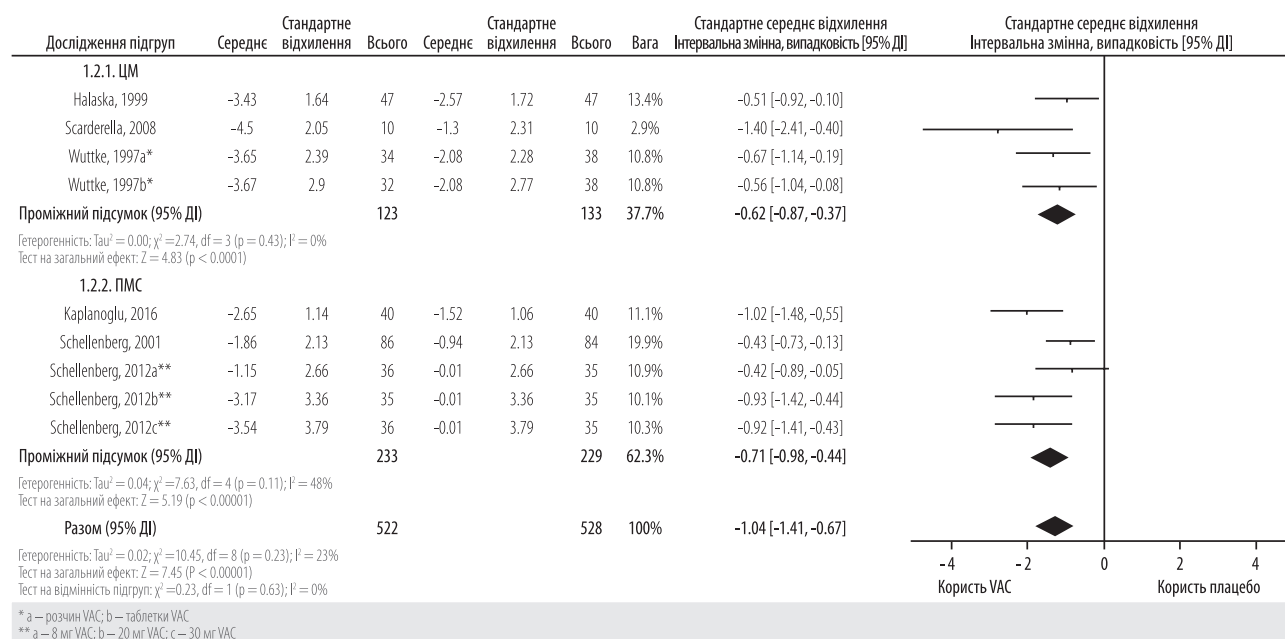 Дослідження підгруп Середнє Стандартне відхилення Всього Середнє Стандартне відхилення Всього Вага Стандартне середнє відхилення Інтервальна змінна, випадковість [95% ДІ] Стандартне середнє відхилення Інтервальна змінна, випадковість [95% ДІ]
1.2.1. ЦМ
Halaska, 1999 -3.43 1.64 47 -2.57 1.72 47 13.4% -0.51 [-0.92, -0.10]
Scarderella, 2008 -4.5 2.05 10 -1.3 2.31 10 2.9% -1.40 [-2.41, -0.40]
Wuttke, 1997a* -3.65 2.39 34 -2.08 2.28 38 10.8% -0.67 [-1.14, -0.19]
Wuttke, 1997b* -3.67 2.9 32 -2.08 2.77 38 10.8% -0.56 [-1.04, -0.08]
Проміжний підсумок (95% ДІ) 123 133 37.7% -0.62 [-0.87, -0.37]
Гетерогенність: Tau² = 0.00; χ² =2.74, df = 3 (p = 0.43); I² = 0%
Тест на загальний ефект: Z = 4.83 (p < 0.0001)
1.2.2. ПМС
Kaplanoglu, 2016 -2.65 1.14 40 -1.52 1.06 40 11.1% -1.02 [-1.48, -0,55]
Schellenberg, 2001 -1.86 2.13 86 -0.94 2.13 84 19.9% -0.43 [-0.73, -0.13]
Schellenberg, 2012a** -1.15 2.66 36 -0.01 2.66 35 10.9% -0.42 [-0.89, -0.05]
Schellenberg, 2012b** -3.17 3.36 35 -0.01 3.36 35 10.1% -0.93 [-1.42, -0.44]
Schellenberg, 2012c** -3.54 3.79 36 -0.01 3.79 35 10.3% -0.92 [-1.41, -0.43]
Проміжний підсумок (95% ДІ) 233 229 62.3% -0.71 [-0.98, -0.44]
Гетерогенність: Tau² = 0.04; χ² =7.63, df = 4 (p = 0.11); I² = 48%
Тест на загальний ефект: Z = 5.19 (p < 0.00001)
Разом (95% ДІ) 522 528 100% -1.04 [-1.41, -0.67]
Гетерогенність: Tau² = 0.02; χ² =10.45, df = 8 (p = 0.23); I² = 23%
Тест на загальний ефект: Z = 7.45 (P < 0.00001)
Тест на відмінність підгруп: χ² =0.23, df = 1 (p = 0.63); I² = 0%
-4 -2 0 2 4
Користь VAC Користь плацебо
* a – розчин VAC; b – таблетки VAC
** a – 8 мг VAC; b – 20 мг VAC; c – 30 мг VAC